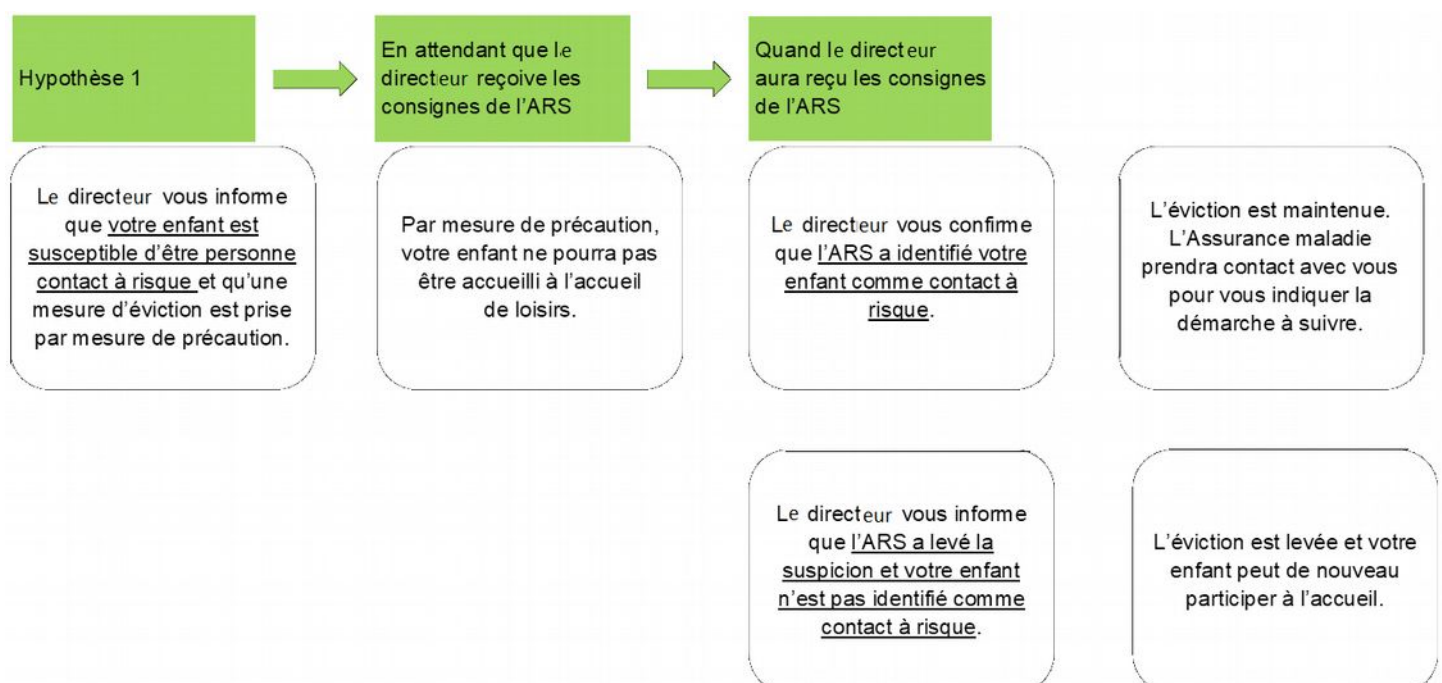 Hypothèse 1
En attendant que le
directeur reçoive les
consignes de l'ARS
Quand le directeur
aura reçu les consignes
de l'ARS
Le directeur vous informe
que votre enfant est
susceptible d'être personne
contact à risque et qu'une
mesure d'éviction est prise
par mesure de précaution.
Par mesure de précaution,
votre enfant ne pourra pas
être accueilli à l'accueil
de loisirs.
Le directeur vous confirme
que l'ARS a identifié votre
enfant comme contact à
risque.
L'éviction est maintenue.
L'Assurance maladie
prendra contact avec vous
pour vous indiquer la
démarche à suivre.
Le directeur vous informe
que l'ARS a levé la
suspicion et votre enfant
n'est pas identifié comme
contact à risque.
L'éviction est levée et votre
enfant peut de nouveau
participer à l'accueil.